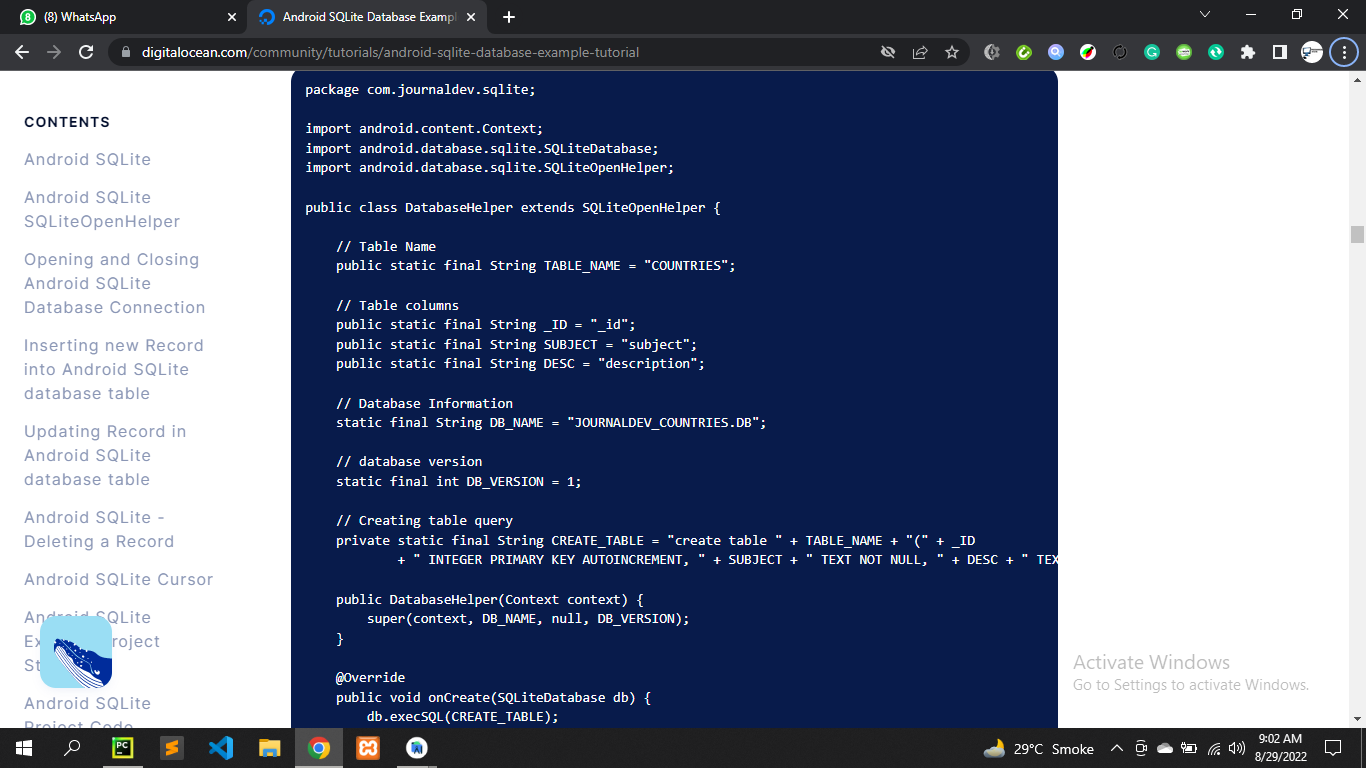 (8) WhatsApp
Android SQLite Database Exampl
digitalocean.com/community/tutorials/android-sqlite-database-example-tutorial
CONTENTS
Android SQLite
Android SQLite
SQLiteOpenHelper
Opening and Closing
Android SQLite
Database Connection
Inserting new Record
into Android SQLite
database table
Updating Record in
Android SQLite
database table
Android SQLite -
Deleting a Record
Android SQLite Cursor
Android SQLite
Project Code
package com.journaldev.sqlite;
import android.content.Context;
import android.database.sqlite.SQLiteDatabase;
import android.database.sqlite.SQLiteOpenHelper;
public class DatabaseHelper extends SQLiteOpenHelper {
// Table Name
public static final String TABLE_NAME = "COUNTRIES";
// Table columns
public static final String _ID = "_id";
public static final String SUBJECT = "subject";
public static final String DESC = "description";
// Database Information
static final String DB_NAME = "JOURNALDEV_COUNTRIES.DB";
// database version
static final int DB_VERSION = 1;
// Creating table query
private static final String CREATE_TABLE = "create table " + TABLE_NAME + "(" + _ID
+ " INTEGER PRIMARY KEY AUTOINCREMENT, " + SUBJECT + " TEXT NOT NULL, " + DESC + " TEX
public DatabaseHelper(Context context) {
super(context, DB_NAME, null, DB_VERSION);
}
@Override
public void onCreate(SQLiteDatabase db) {
db.execSQL(CREATE_TABLE);
Activate Windows
Go to Settings to activate Windows.
PC
29°C Smoke
9:02 AM
8/29/2022